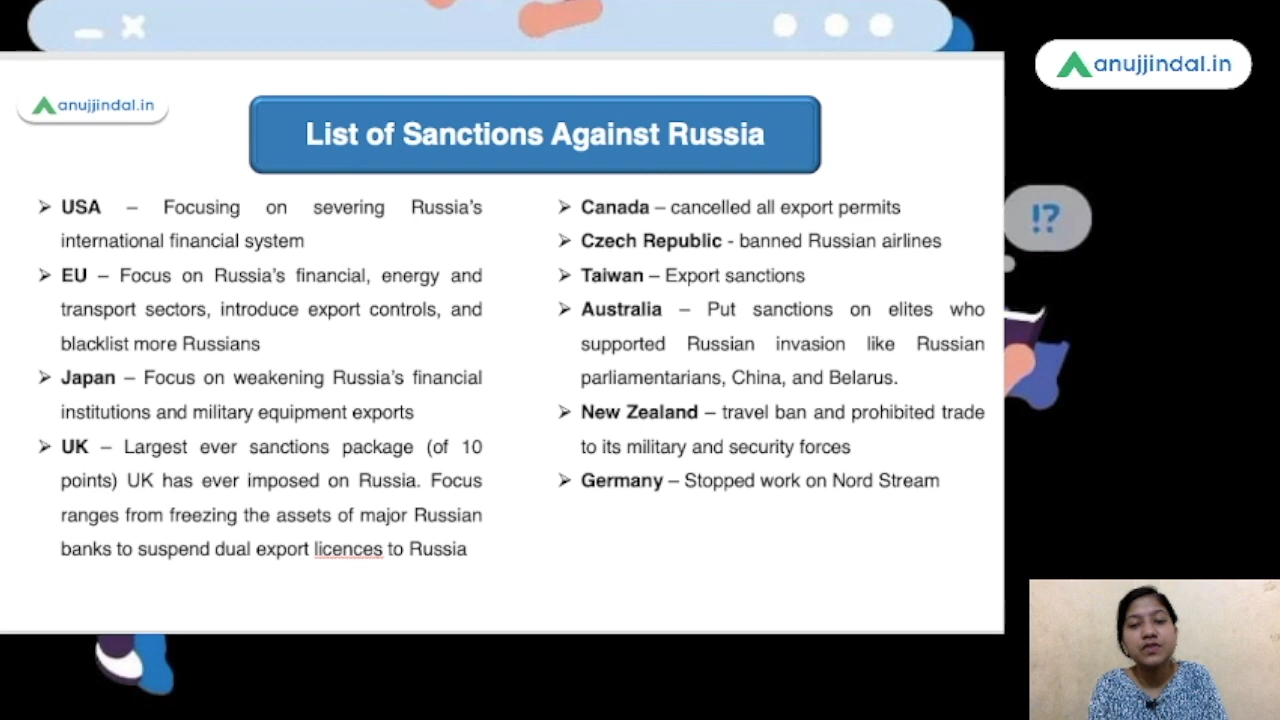 anujjindal.in
anujjindal.in
List of Sanctions Against Russia
➢ USA – Focusing on severing Russia’s
international financial system
➢ EU – Focus on Russia’s financial, energy and
transport sectors, introduce export controls, and
blacklist more Russians
➢ Japan – Focus on weakening Russia’s financial
institutions and military equipment exports
➢ UK – Largest ever sanctions package (of 10
points) UK has ever imposed on Russia. Focus
ranges from freezing the assets of major Russian
banks to suspend dual export licences to Russia
➢ Canada – cancelled all export permits
➢ Czech Republic - banned Russian airlines
➢ Taiwan – Export sanctions
➢ Australia – Put sanctions on elites who
supported Russian invasion like Russian
parliamentarians, China, and Belarus.
➢ New Zealand – travel ban and prohibited trade
to its military and security forces
➢ Germany – Stopped work on Nord Stream
!?